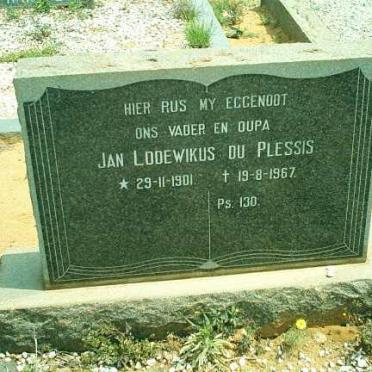 HIER RUS MY EGGENOOT
ONS VADER EN OUPA
JAN LODEWIKUS DU PLESSIS
★ 29-11-1901 † 19-8-1967
Ps. 130.